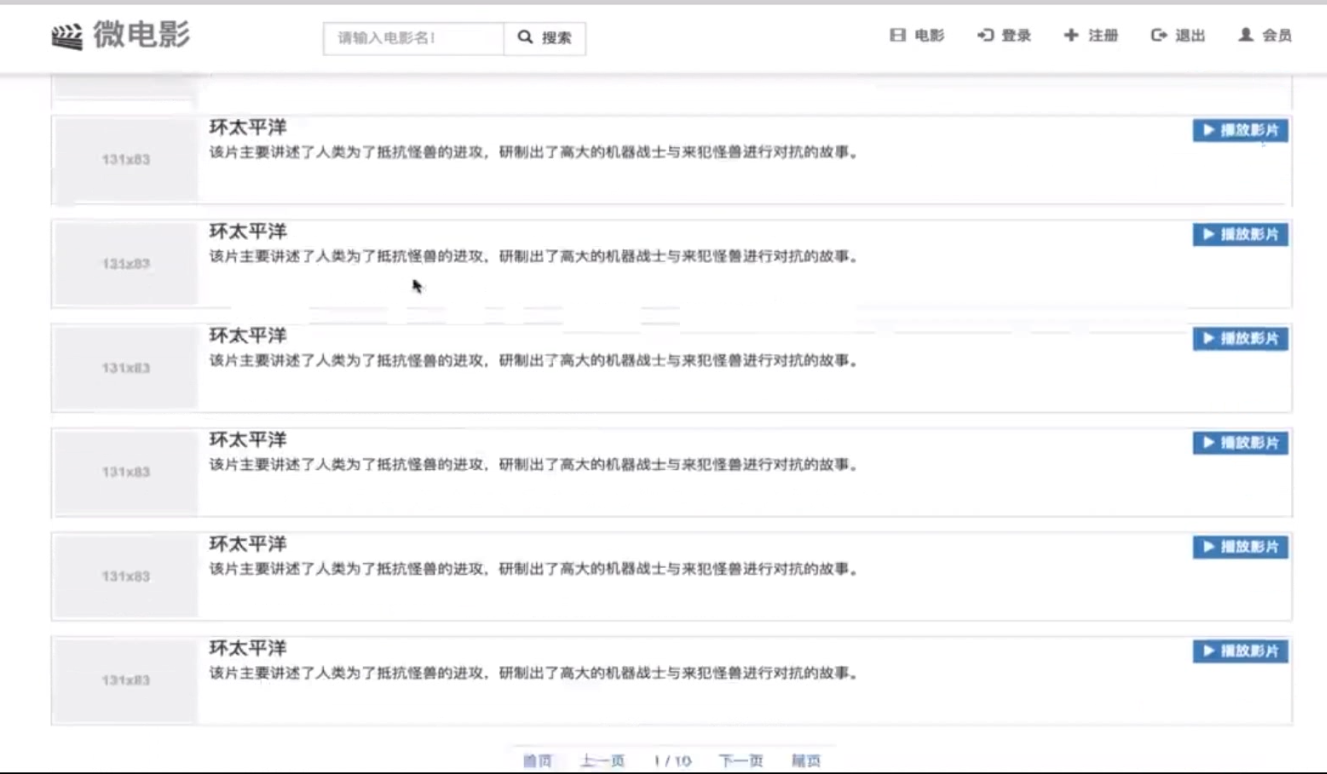 微电影 请输入电影名！ 搜索 电影 登录 注册 退出 会员
环太平洋 播放影片
131x83
该片主要讲述了人类为了抵抗怪兽的进攻，研制出了高大的机器战士与来犯怪兽进行对抗的故事。
环太平洋 播放影片
131x83
该片主要讲述了人类为了抵抗怪兽的进攻，研制出了高大的机器战士与来犯怪兽进行对抗的故事。
环太平洋 播放影片
131x83
该片主要讲述了人类为了抵抗怪兽的进攻，研制出了高大的机器战士与来犯怪兽进行对抗的故事。
环太平洋 播放影片
131x83
该片主要讲述了人类为了抵抗怪兽的进攻，研制出了高大的机器战士与来犯怪兽进行对抗的故事。
环太平洋 播放影片
131x83
该片主要讲述了人类为了抵抗怪兽的进攻，研制出了高大的机器战士与来犯怪兽进行对抗的故事。
环太平洋 播放影片
131x83
该片主要讲述了人类为了抵抗怪兽的进攻，研制出了高大的机器战士与来犯怪兽进行对抗的故事。
首页 上一页 1 / 10 下一页 尾页